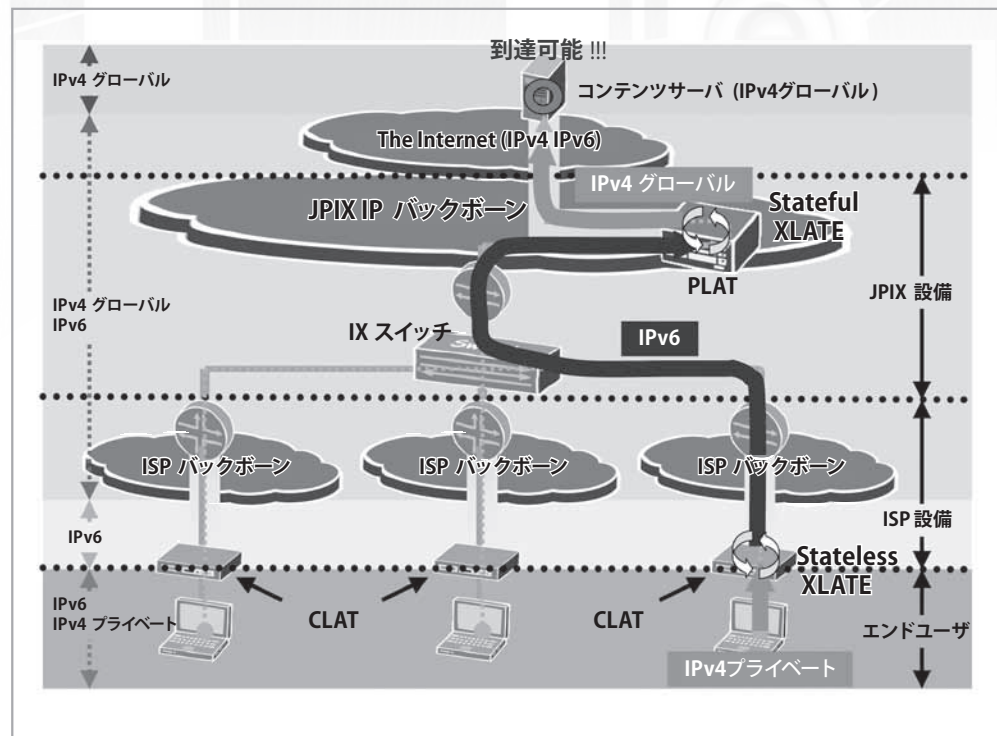 到達可能 !!!
IPv4 グローバル
コンテンツサーバ (IPv4グローバル)
The Internet (IPv4 IPv6)
IPv4 グローバル
JPIX IP バックボーン
Stateful
XLATE
PLAT
JPIX 設備
IPv4 グローバル
IPv6
IX スイッチ
IPv6
ISP バックボーン
ISP バックボーン
ISP バックボーン
ISP 設備
IPv6
Stateless
XLATE
IPv6
IPv4 プライベート
CLAT
CLAT
エンドユーザ
IPv4プライベート